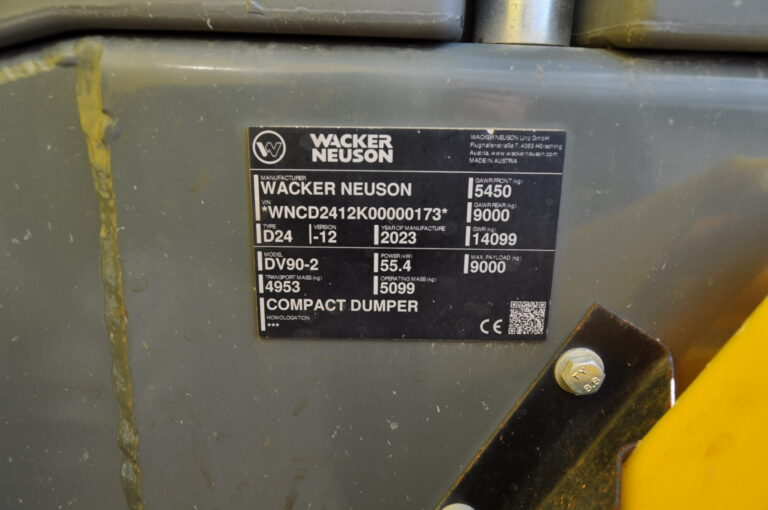 WACKER
NEUSON
WACKER NEUSON Linz GmbH
Flughafenstraße 7, 4063 Hörsching
Austria, www.wackerneuson.com
MADE IN AUSTRIA
MANUFACTURER
WACKER NEUSON
GAWR FRONT (kg)
5450
VIN
*WNCD2412K00000173*
GAWR REAR (kg)
9000
TYPE
D24
VERSION
-12
YEAR OF MANUFACTURE
2023
GWR (kg)
14099
MODEL
DV90-2
POWER (kW)
55.4
MAX. PAYLOAD (kg)
9000
TRANSPORT MASS (kg)
4953
OPERATING MASS (kg)
5099
COMPACT DUMPER
HOMOLOGATION
***
CE
8.8